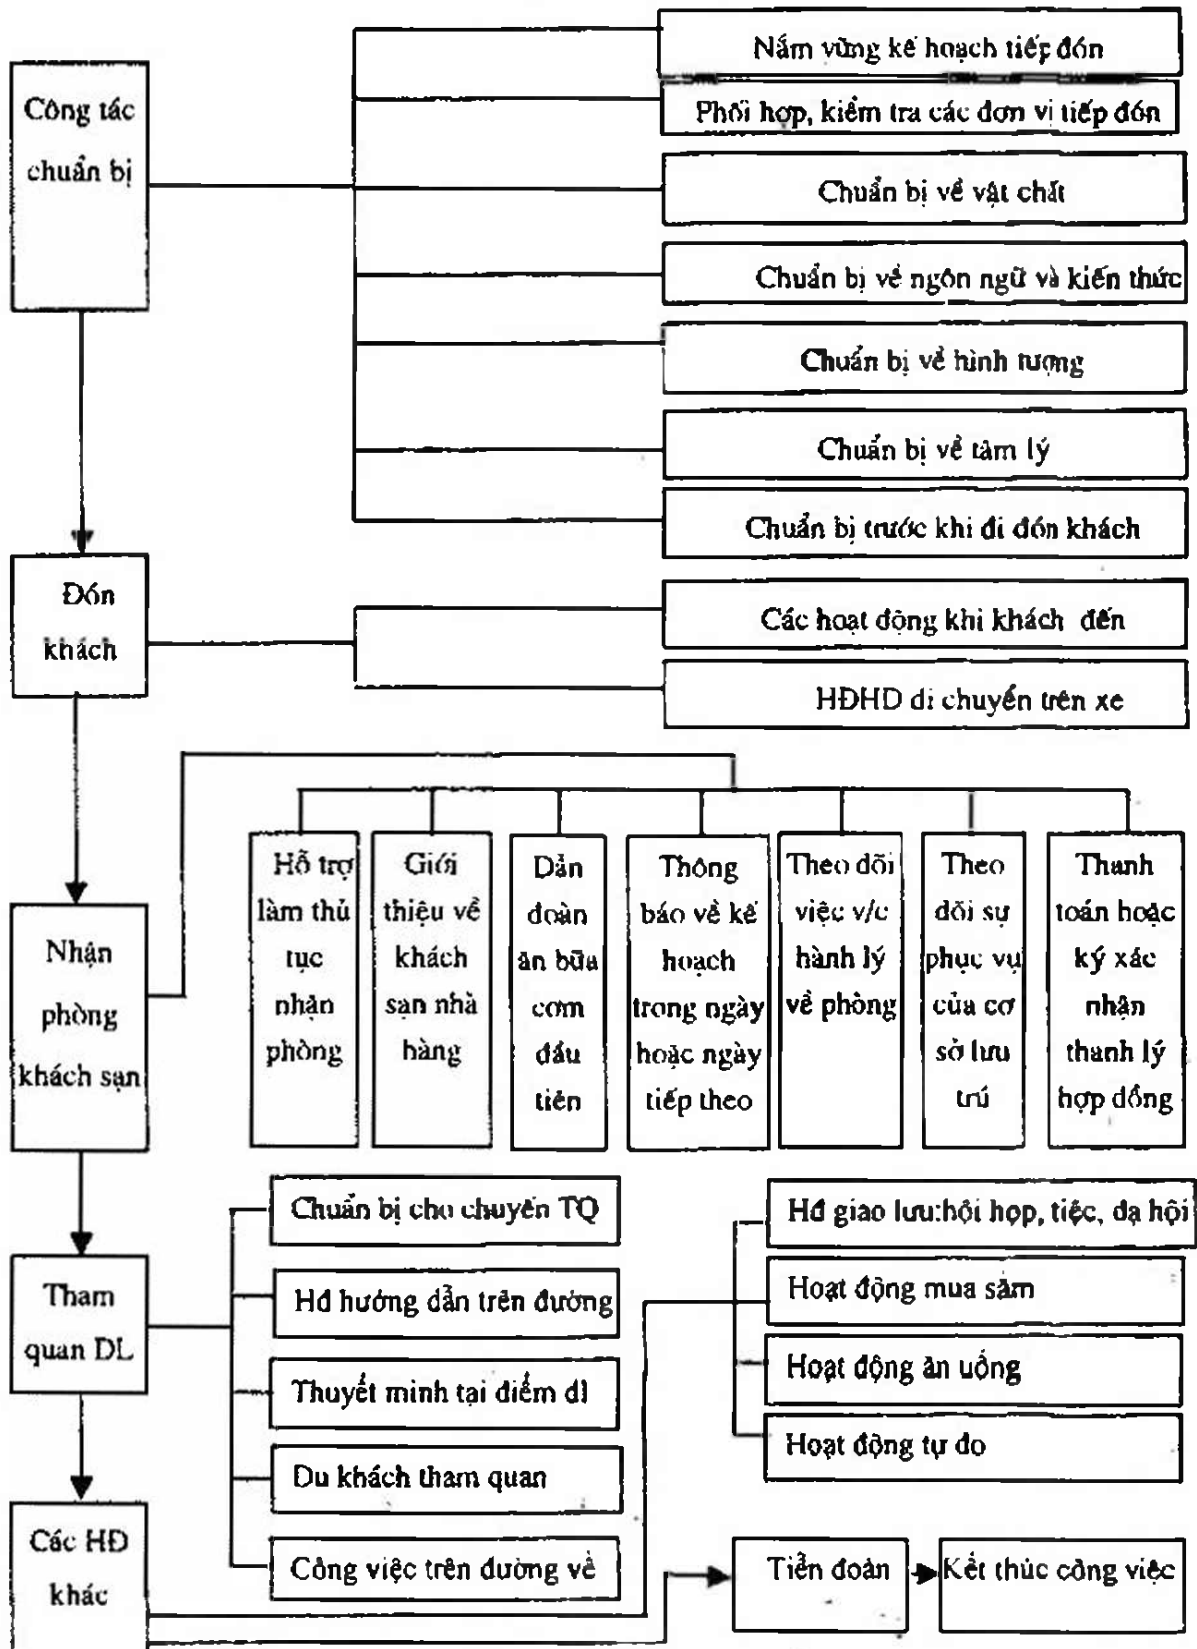 Công tác
chuẩn bị
Nắm vững kế hoạch tiếp đón
Phối hợp, kiểm tra các đơn vị tiếp đón
Chuẩn bị về vật chất
Chuẩn bị về ngôn ngữ và kiến thức
Chuẩn bị về hình tượng
Chuẩn bị về tâm lý
Chuẩn bị trước khi đi đón khách
Đón
khách
Các hoạt động khi khách đến
HĐHD di chuyển trên xe
Nhận
phòng
khách sạn
Hỗ trợ
làm thủ
tục
nhận
phòng
Giới
thiệu về
khách
sạn nhà
hàng
Dẫn
đoàn
ăn bữa
cơm
đầu
tiên
Thông
báo về kế
hoạch
trong ngày
hoặc ngày
tiếp theo
Theo dõi
việc v/c
hành lý
về phòng
Theo
dõi sự
phục vụ
của cơ
sở lưu
trú
Thanh
toán hoặc
ký xác
nhận
thanh lý
hợp đồng
Tham
quan DL
Chuẩn bị cho chuyến TQ
Hđ hướng dẫn trên đường
Thuyết minh tại điểm dl
Du khách tham quan
Công việc trên đường về
Các HĐ
khác
Hđ giao lưu:hội họp, tiệc, dạ hội
Hoạt động mua sắm
Hoạt động ăn uống
Hoạt động tự do
Tiễn đoàn
Kết thúc công việc